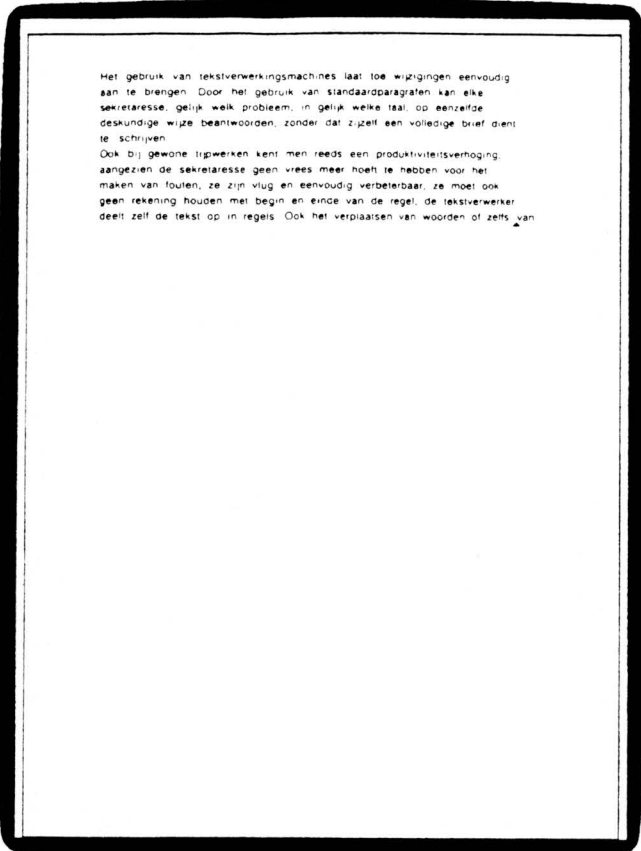 Het gebruik van tekstverwerkingsmachines laat toe wijzigingen eenvoudig
aan te brengen. Door het gebruik van standaardparagrafen kan elke
sekretaresse, gelijk welk probleem, in gelijk welke taal, op eenzelfde
deskundige wijze beantwoorden, zonder dat zijzelf een volledige brief dient
te schrijven.
Ook bij gewone tijpwerken kent men reeds een produktiviteitsverhoging,
aangezien de sekretaresse geen vrees meer hoeft te hebben voor het
maken van fouten, ze zijn vlug en eenvoudig verbeterbaar, ze moet ook
geen rekening houden met begin en einde van de regel, de tekstverwerker
deelt zelf de tekst op in regels. Ook het verplaatsen van woorden of zelfs van